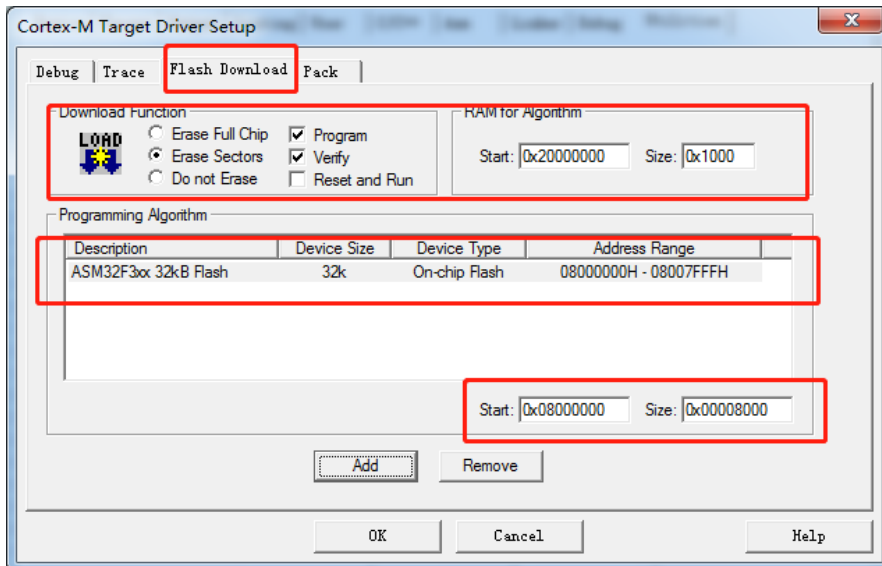 Cortex-M Target Driver Setup
Debug Trace Flash Download Pack
Download Function
LOAD
Erase Full Chip
Erase Sectors
Do not Erase
Program
Verify
Reset and Run
RAM for Algorithm
Start: 0x20000000 Size: 0x1000
Programming Algorithm
Description Device Size Device Type Address Range
ASM32F3xx 32kB Flash 32k On-chip Flash 08000000H - 08007FFFH
Start: 0x08000000 Size: 0x00008000
Add Remove
OK Cancel Help